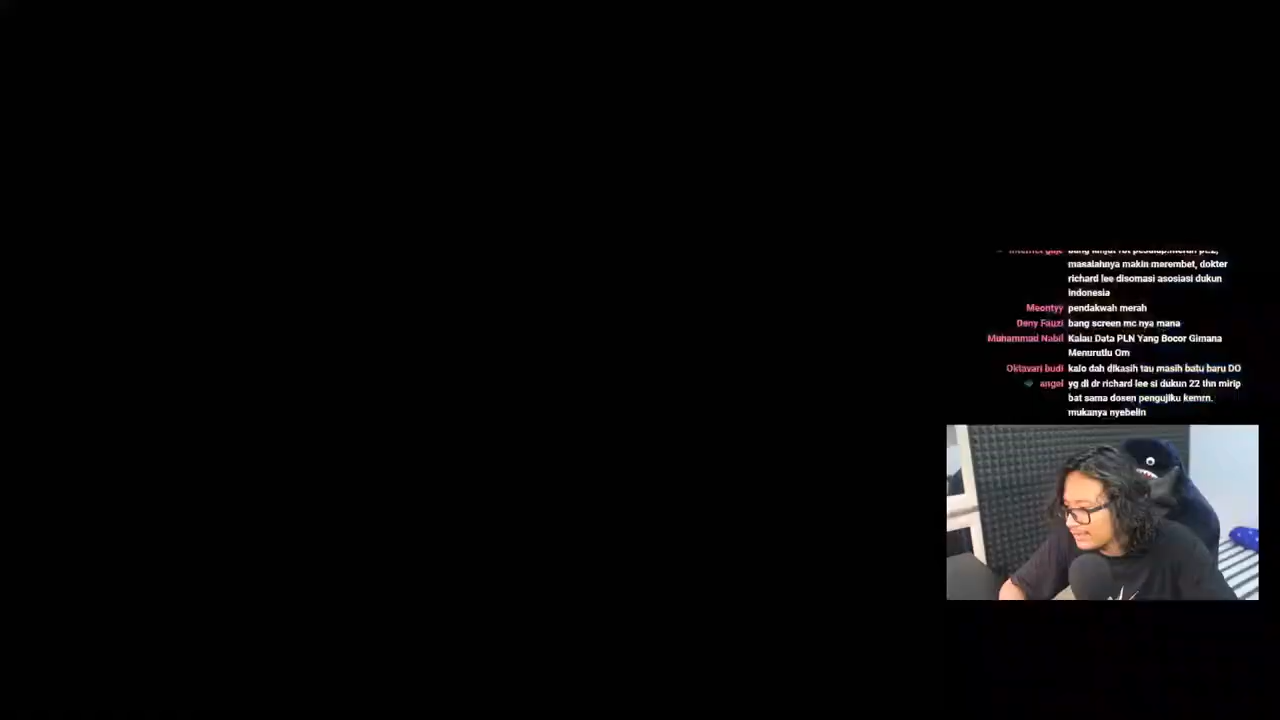 masalahnya makin merembet, dokter
richard lee disomasi asosiasi dukun
indonesia
Meontyy pendakwah merah
Deny Fauzi bang screen mc nya mana
Muhammad Nabil Kalau Data PLN Yang Bocor Gimana
Menurutlu Om
Oktavari budi kalo dah dikasih tau masih batu baru DO
angel yg di dr richard lee si dukun 22 thn mirip
bat sama dosen pengujiku kemrn.
mukanya nyebelin